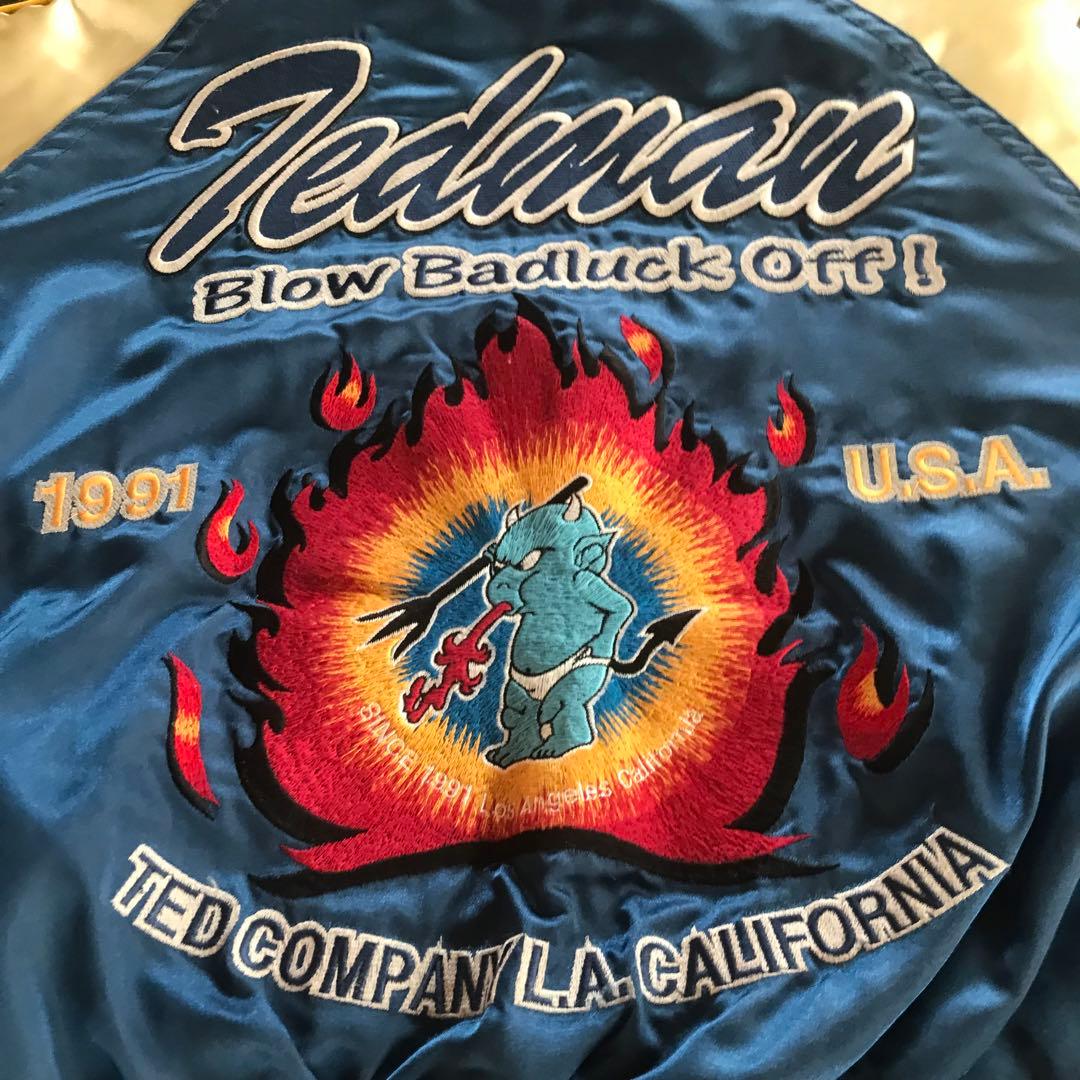 Tedman
Blow Badluck Off!
1991
U.S.A.
SINCE 1991 Los Angeles California
TED COMPANY L.A. CALIFORNIA